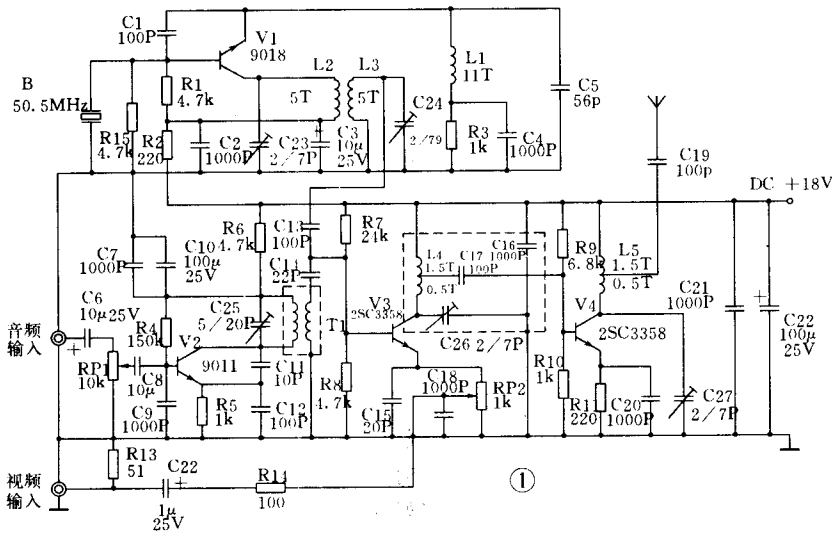 C1
100P
V1
9018
B
50.5MHz
R1
4.7k
L2
5T
L3
5T
L1
11T
C5
56p
R15
4.7k
R2
220
C2
1000P
C23
2/7P
C3
10μ
25V
C24
2/79
R3
1k
C4
1000P
C19
100p
DC +18V
C7
1000P
C10
100μ
25V
R6
4.7k
C13
100P
R7
24k
C14
22P
L4
1.5T
0.5T
C17
100P
C16
1000P
R9
6.8k
L5
1.5T
0.5T
C21
1000P
C22
100μ
25V
C6
10μ25V
音频
输入
RP1
10k
R4
150k
C8
10μ
C9
1000P
V2
9011
C25
5/20P
R5
1k
C11
10P
C12
100P
T1
R8
4.7k
V3
2SC3358
C26 2/7P
C15
20P
C18
1000P
RP2
1k
V4
2SC3358
R10
1k
R1
220
C20
1000P
C27
2/7P
R13
51
视频
输入
C22
1μ
25V
R14
100
①